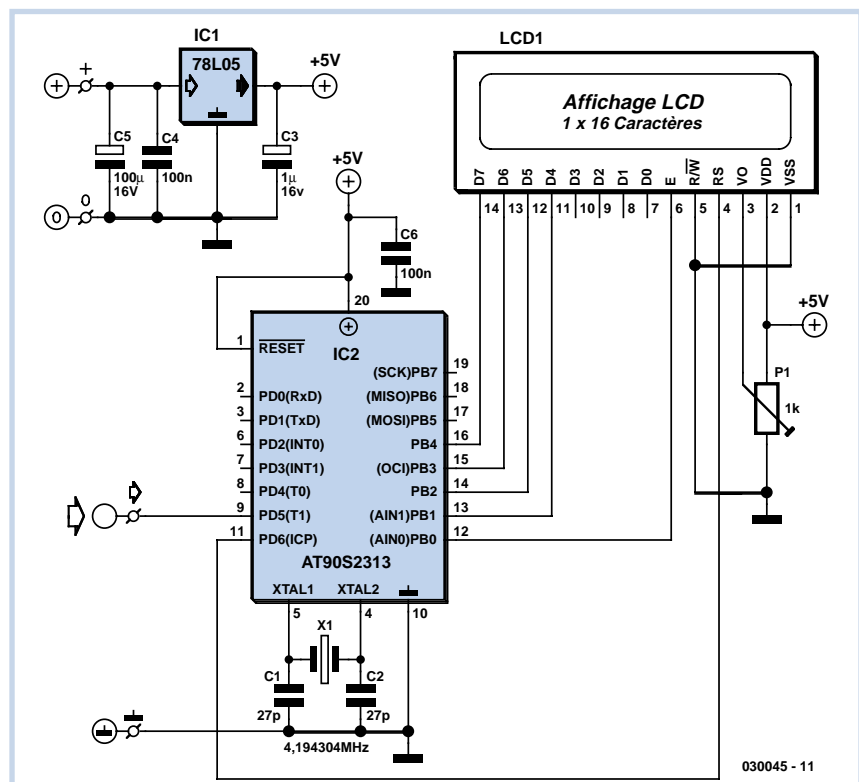 IC1
78L05
+5V
+
C5
100µ
16V
C4
100n
C3
1µ
16v
0
0
LCD1
Affichage LCD
1 x 16 Caractères
D7
D6
D5
D4
D3
D2
D1
D0
E
R/W
RS
VO
VDD
VSS
14
13
12
11
10
9
8
7
6
5
4
3
2
1
+5V
C6
100n
20
+5V
P1
1k
IC2
1
RESET
2
PD0(RxD)
3
PD1(TxD)
6
PD2(INT0)
7
PD3(INT1)
8
PD4(T0)
9
PD5(T1)
11
PD6(ICP)
(SCK)PB7
19
(MISO)PB6
18
(MOSI)PB5
17
PB4
16
(OCI)PB3
15
PB2
14
(AIN1)PB1
13
(AIN0)PB0
12
AT90S2313
XTAL1
XTAL2
5
4
10
X1
C1
27p
C2
27p
4,194304MHz
030045 - 11